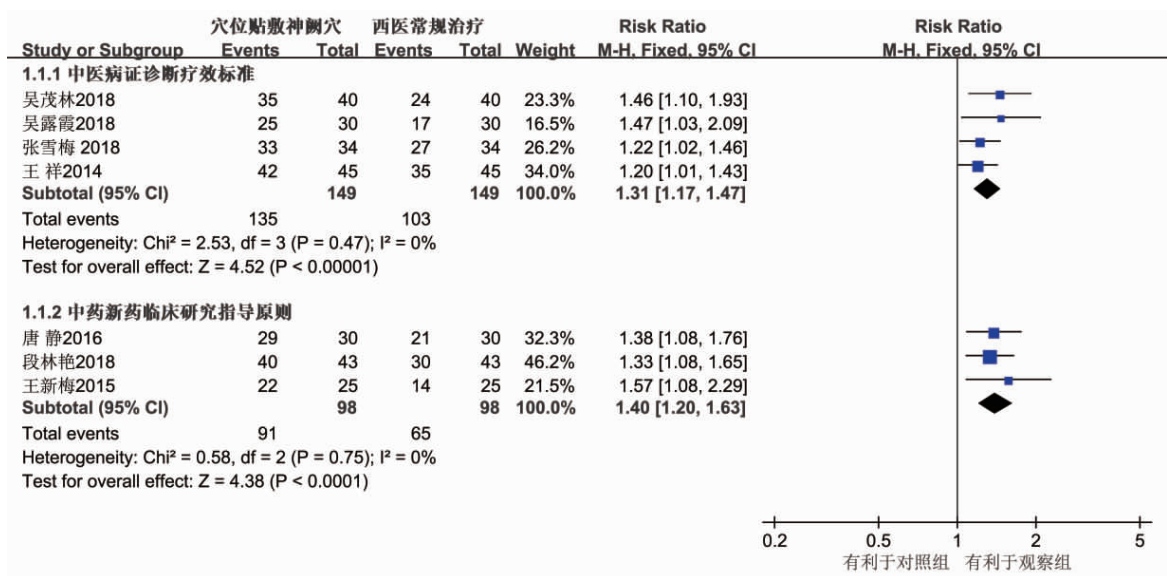 穴位贴敷神阙穴 西医常规治疗 Risk Ratio Risk Ratio
Study or Subgroup Events Total Events Total Weight M-H, Fixed, 95% CI M-H, Fixed, 95% CI
1.1.1 中医病证诊断疗效标准
吴茂林2018 35 40 24 40 23.3% 1.46 [1.10, 1.93]
吴露霞2018 25 30 17 30 16.5% 1.47 [1.03, 2.09]
张雪梅 2018 33 34 27 34 26.2% 1.22 [1.02, 1.46]
王 祥2014 42 45 35 45 34.0% 1.20 [1.01, 1.43]
Subtotal (95% CI) 149 149 100.0% 1.31 [1.17, 1.47]
Total events 135 103
Heterogeneity: Chi² = 2.53, df = 3 (P = 0.47); I² = 0%
Test for overall effect: Z = 4.52 (P < 0.00001)
1.1.2 中药新药临床研究指导原则
唐 静2016 29 30 21 30 32.3% 1.38 [1.08, 1.76]
段林艳2018 40 43 30 43 46.2% 1.33 [1.08, 1.65]
王新梅2015 22 25 14 25 21.5% 1.57 [1.08, 2.29]
Subtotal (95% CI) 98 98 100.0% 1.40 [1.20, 1.63]
Total events 91 65
Heterogeneity: Chi² = 0.58, df = 2 (P = 0.75); I² = 0%
Test for overall effect: Z = 4.38 (P < 0.0001)
0.2 0.5 1 2 5
有利于对照组 有利于观察组